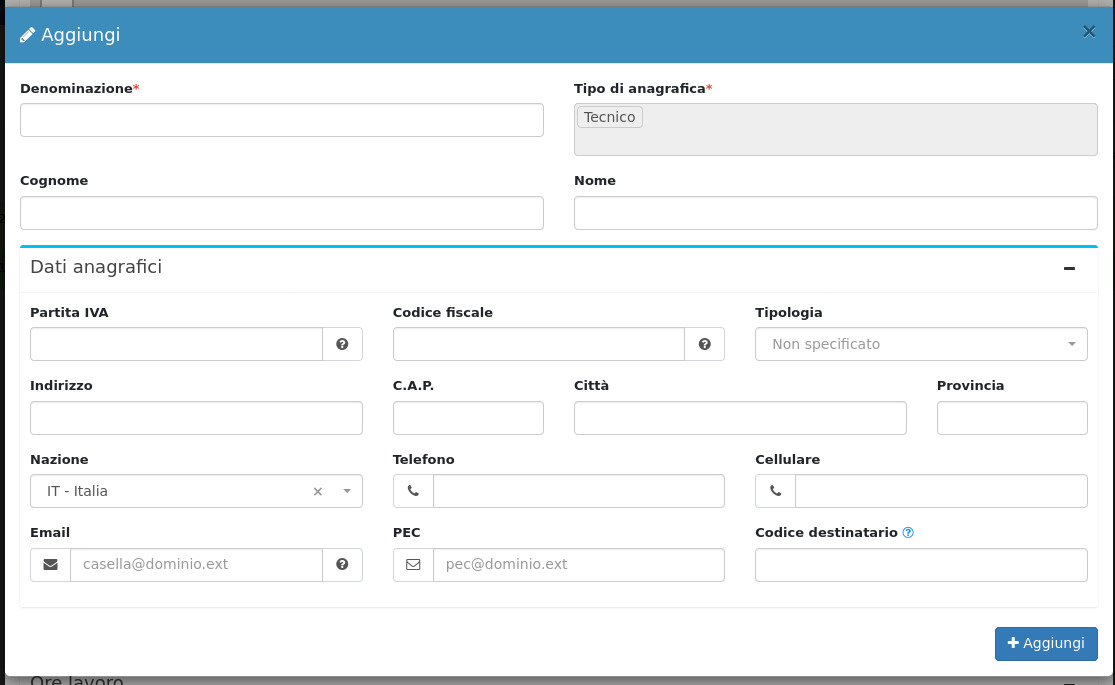 Aggiungi ×
Denominazione* Tipo di anagrafica*
Tecnico
Cognome Nome
Dati anagrafici
Partita IVA Codice fiscale Tipologia
Non specificato
Indirizzo C.A.P. Città Provincia
Nazione Telefono Cellulare
IT - Italia ×
Email PEC Codice destinatario
casella@dominio.ext pec@dominio.ext
+ Aggiungi
Ore lavoro